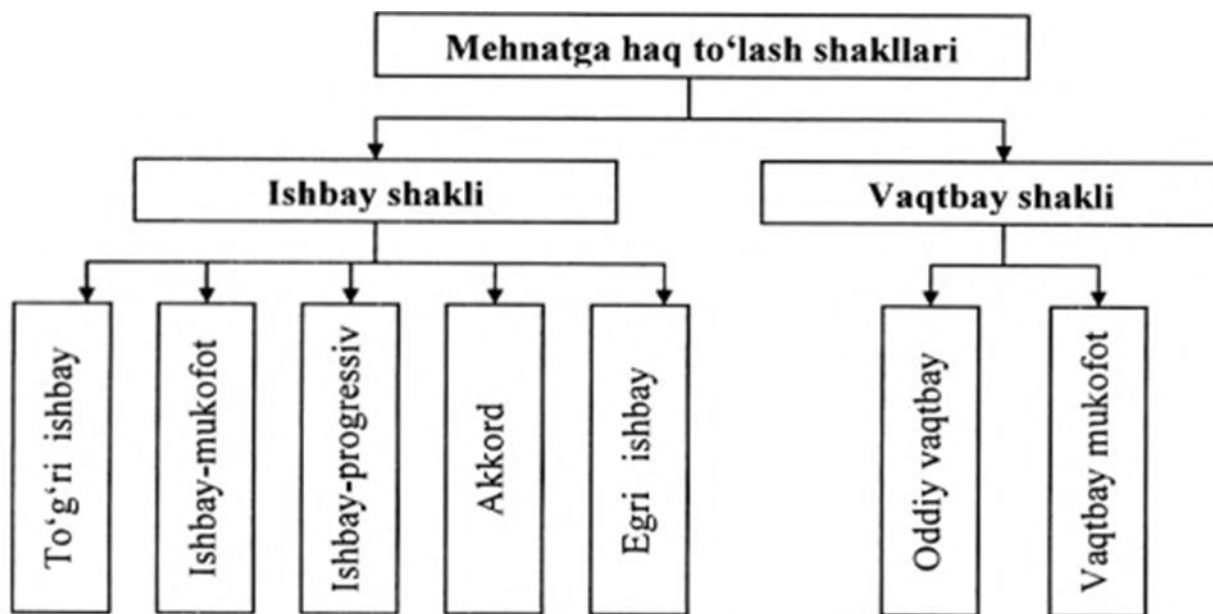 Mehnatga haq to‘lash shakllari
Ishbay shakli
Vaqtbay shakli
To‘g‘ri ishbay
Ishbay-mukofot
Ishbay-progressiv
Akkord
Egri ishbay
Oddiy vaqtbay
Vaqtbay mukofot